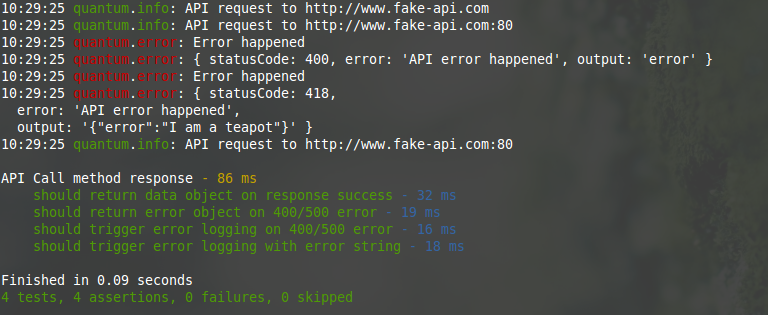 10:29:25 quantum.info: API request to http://www.fake-api.com
10:29:25 quantum.info: API request to http://www.fake-api.com:80
10:29:25 quantum.error: Error happened
10:29:25 quantum.error: { statusCode: 400, error: 'API error happened', output: 'error' }
10:29:25 quantum.error: Error happened
10:29:25 quantum.error: { statusCode: 418,
  error: 'API error happened',
  output: '{"error":"I am a teapot"}' }
10:29:25 quantum.info: API request to http://www.fake-api.com:80
API Call method response - 86 ms
    should return data object on response success - 32 ms
    should return error object on 400/500 error - 19 ms
    should trigger error logging on 400/500 error - 16 ms
    should trigger error logging with error string - 18 ms
Finished in 0.09 seconds
4 tests, 4 assertions, 0 failures, 0 skipped